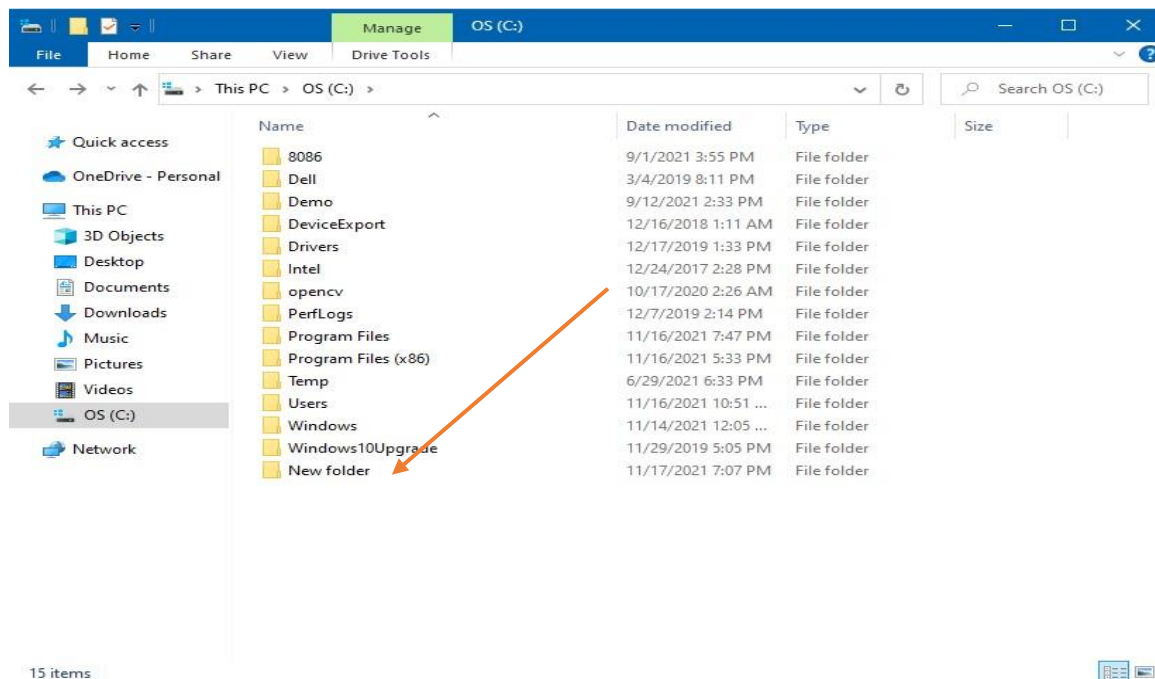 Manage OS (C:)
File Home Share View Drive Tools
This PC > OS (C:) > Search OS (C:)
Name Date modified Type Size
Quick access
OneDrive - Personal
This PC
3D Objects
Desktop
Documents
Downloads
Music
Pictures
Videos
OS (C:)
Network
8086 9/1/2021 3:55 PM File folder
Dell 3/4/2019 8:11 PM File folder
Demo 9/12/2021 2:33 PM File folder
DeviceExport 12/16/2018 1:11 AM File folder
Drivers 12/17/2019 1:33 PM File folder
Intel 12/24/2017 2:28 PM File folder
opencv 10/17/2020 2:26 AM File folder
PerfLogs 12/7/2019 2:14 PM File folder
Program Files 11/16/2021 7:47 PM File folder
Program Files (x86) 11/16/2021 5:33 PM File folder
Temp 6/29/2021 6:33 PM File folder
Users 11/16/2021 10:51 ... File folder
Windows 11/14/2021 12:05 ... File folder
Windows10Upgrade 11/29/2019 5:05 PM File folder
New folder 11/17/2021 7:07 PM File folder
15 items